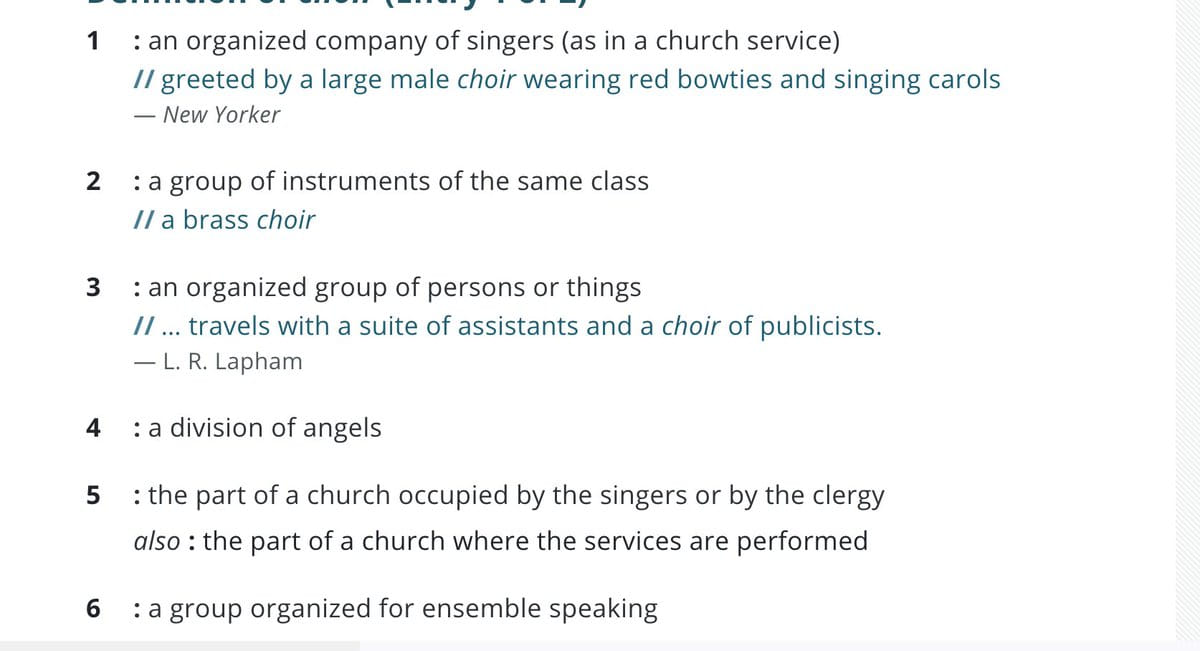 1 : an organized company of singers (as in a church service)
// greeted by a large male choir wearing red bowties and singing carols
— New Yorker
2 : a group of instruments of the same class
// a brass choir
3 : an organized group of persons or things
// ... travels with a suite of assistants and a choir of publicists.
— L. R. Lapham
4 : a division of angels
5 : the part of a church occupied by the singers or by the clergy
also : the part of a church where the services are performed
6 : a group organized for ensemble speaking